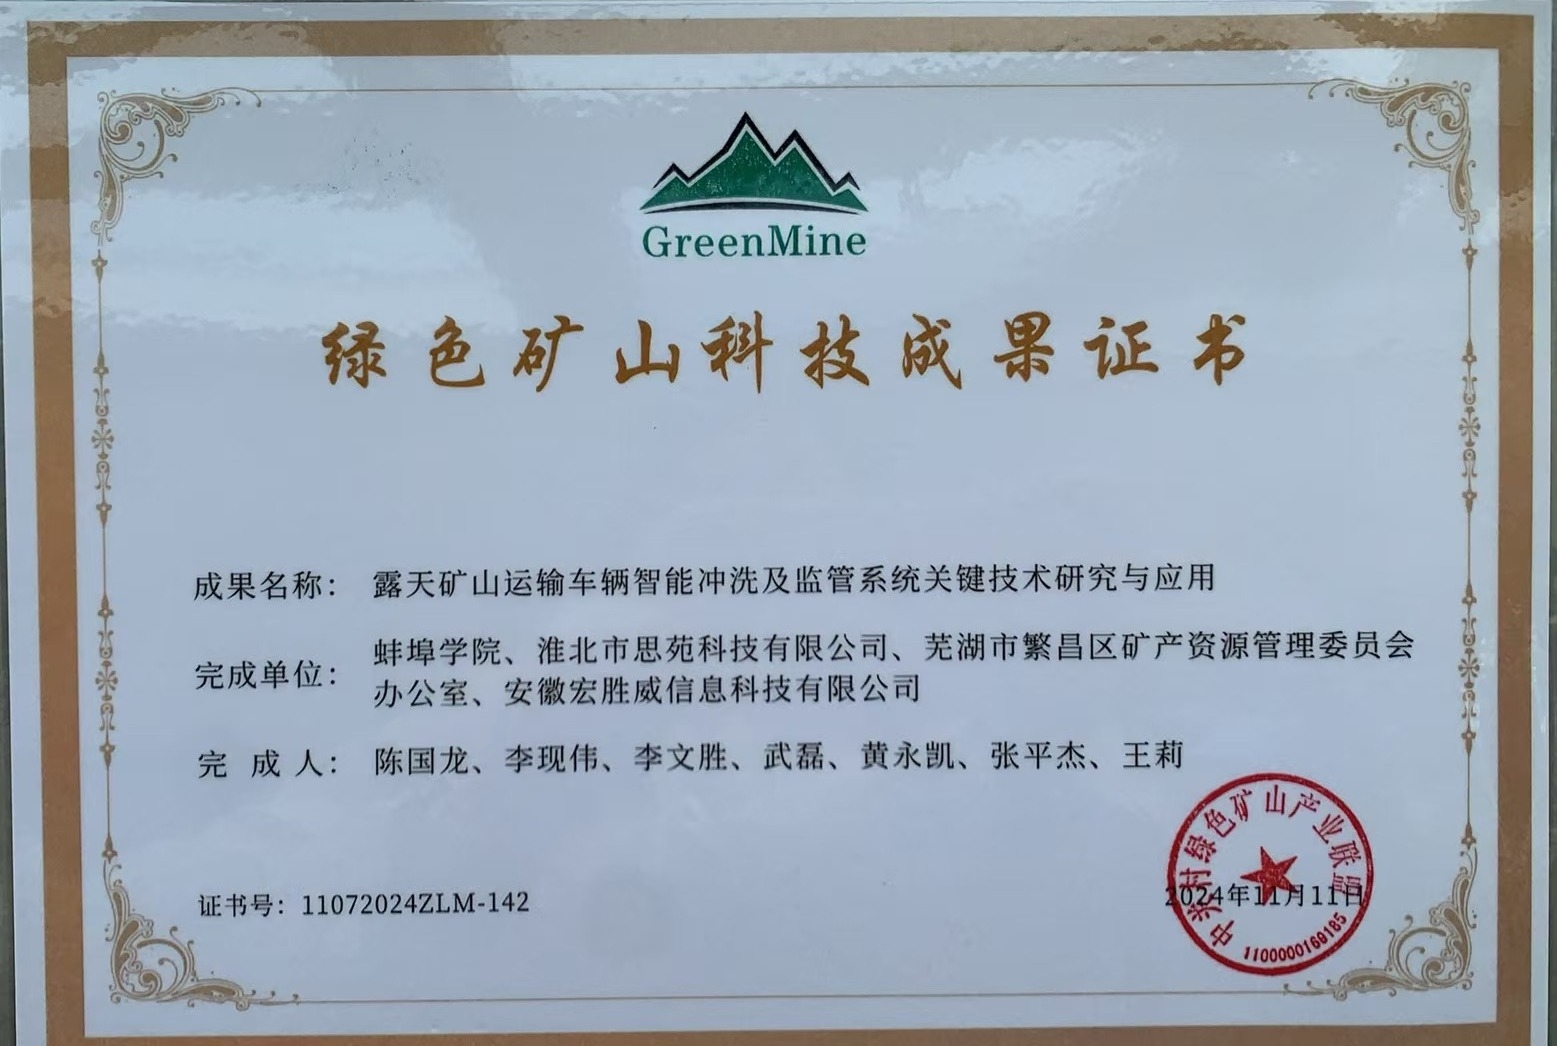 GreenMine
绿色矿山科技成果证书
成果名称：露天矿山运输车辆智能冲洗及监管系统关键技术研究与应用
完成单位：蚌埠学院、淮北市思苑科技有限公司、芜湖市繁昌区矿产资源管理委员会
办公室、安徽宏胜威信息科技有限公司
完成人：陈国龙、李现伟、李文胜、武磊、黄永凯、张平杰、王莉
证书号：11072024ZLM-142
2024年11月11日
中关村绿色矿山产业联盟
1100000169185